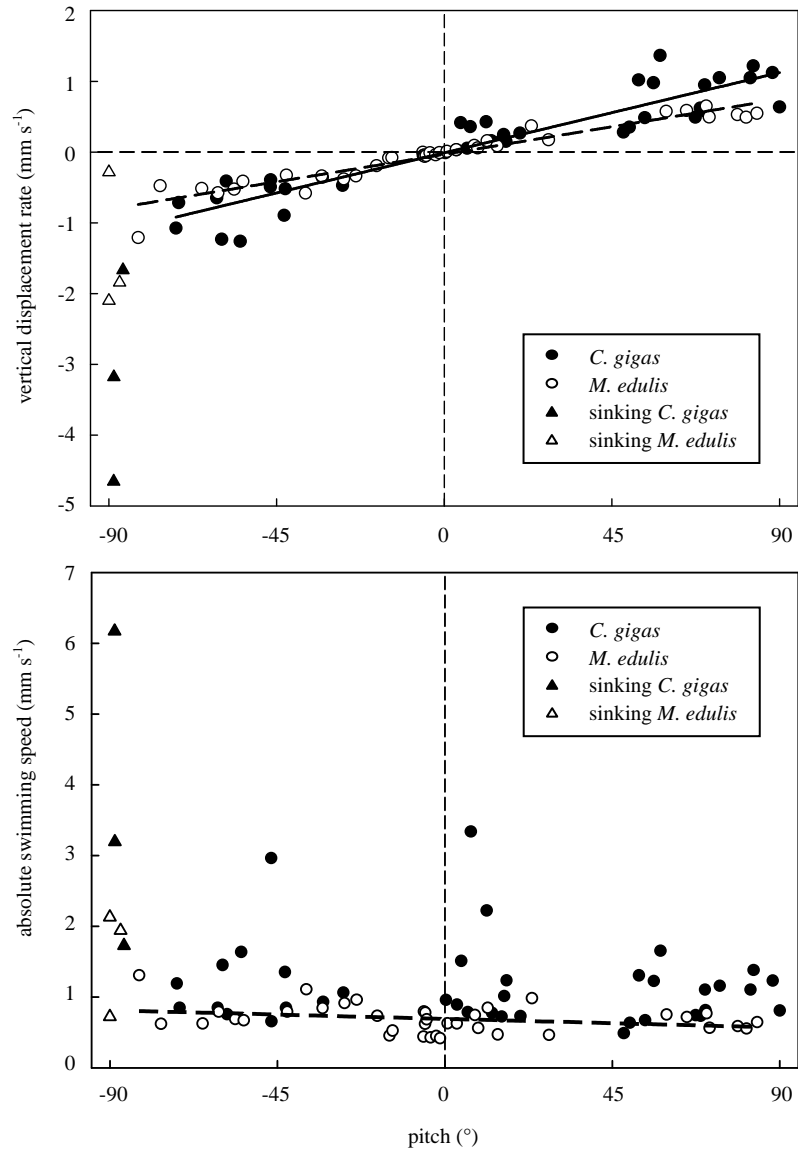 2
1
0
-1
-2
-3
-4
-5
vertical displacement rate (mm s-1)
C. gigas
M. edulis
sinking C. gigas
sinking M. edulis
-90 -45 0 45 90
7
6
5
4
3
2
1
0
absolute swimming speed (mm s-1)
C. gigas
M. edulis
sinking C. gigas
sinking M. edulis
-90 -45 0 45 90
pitch (°)